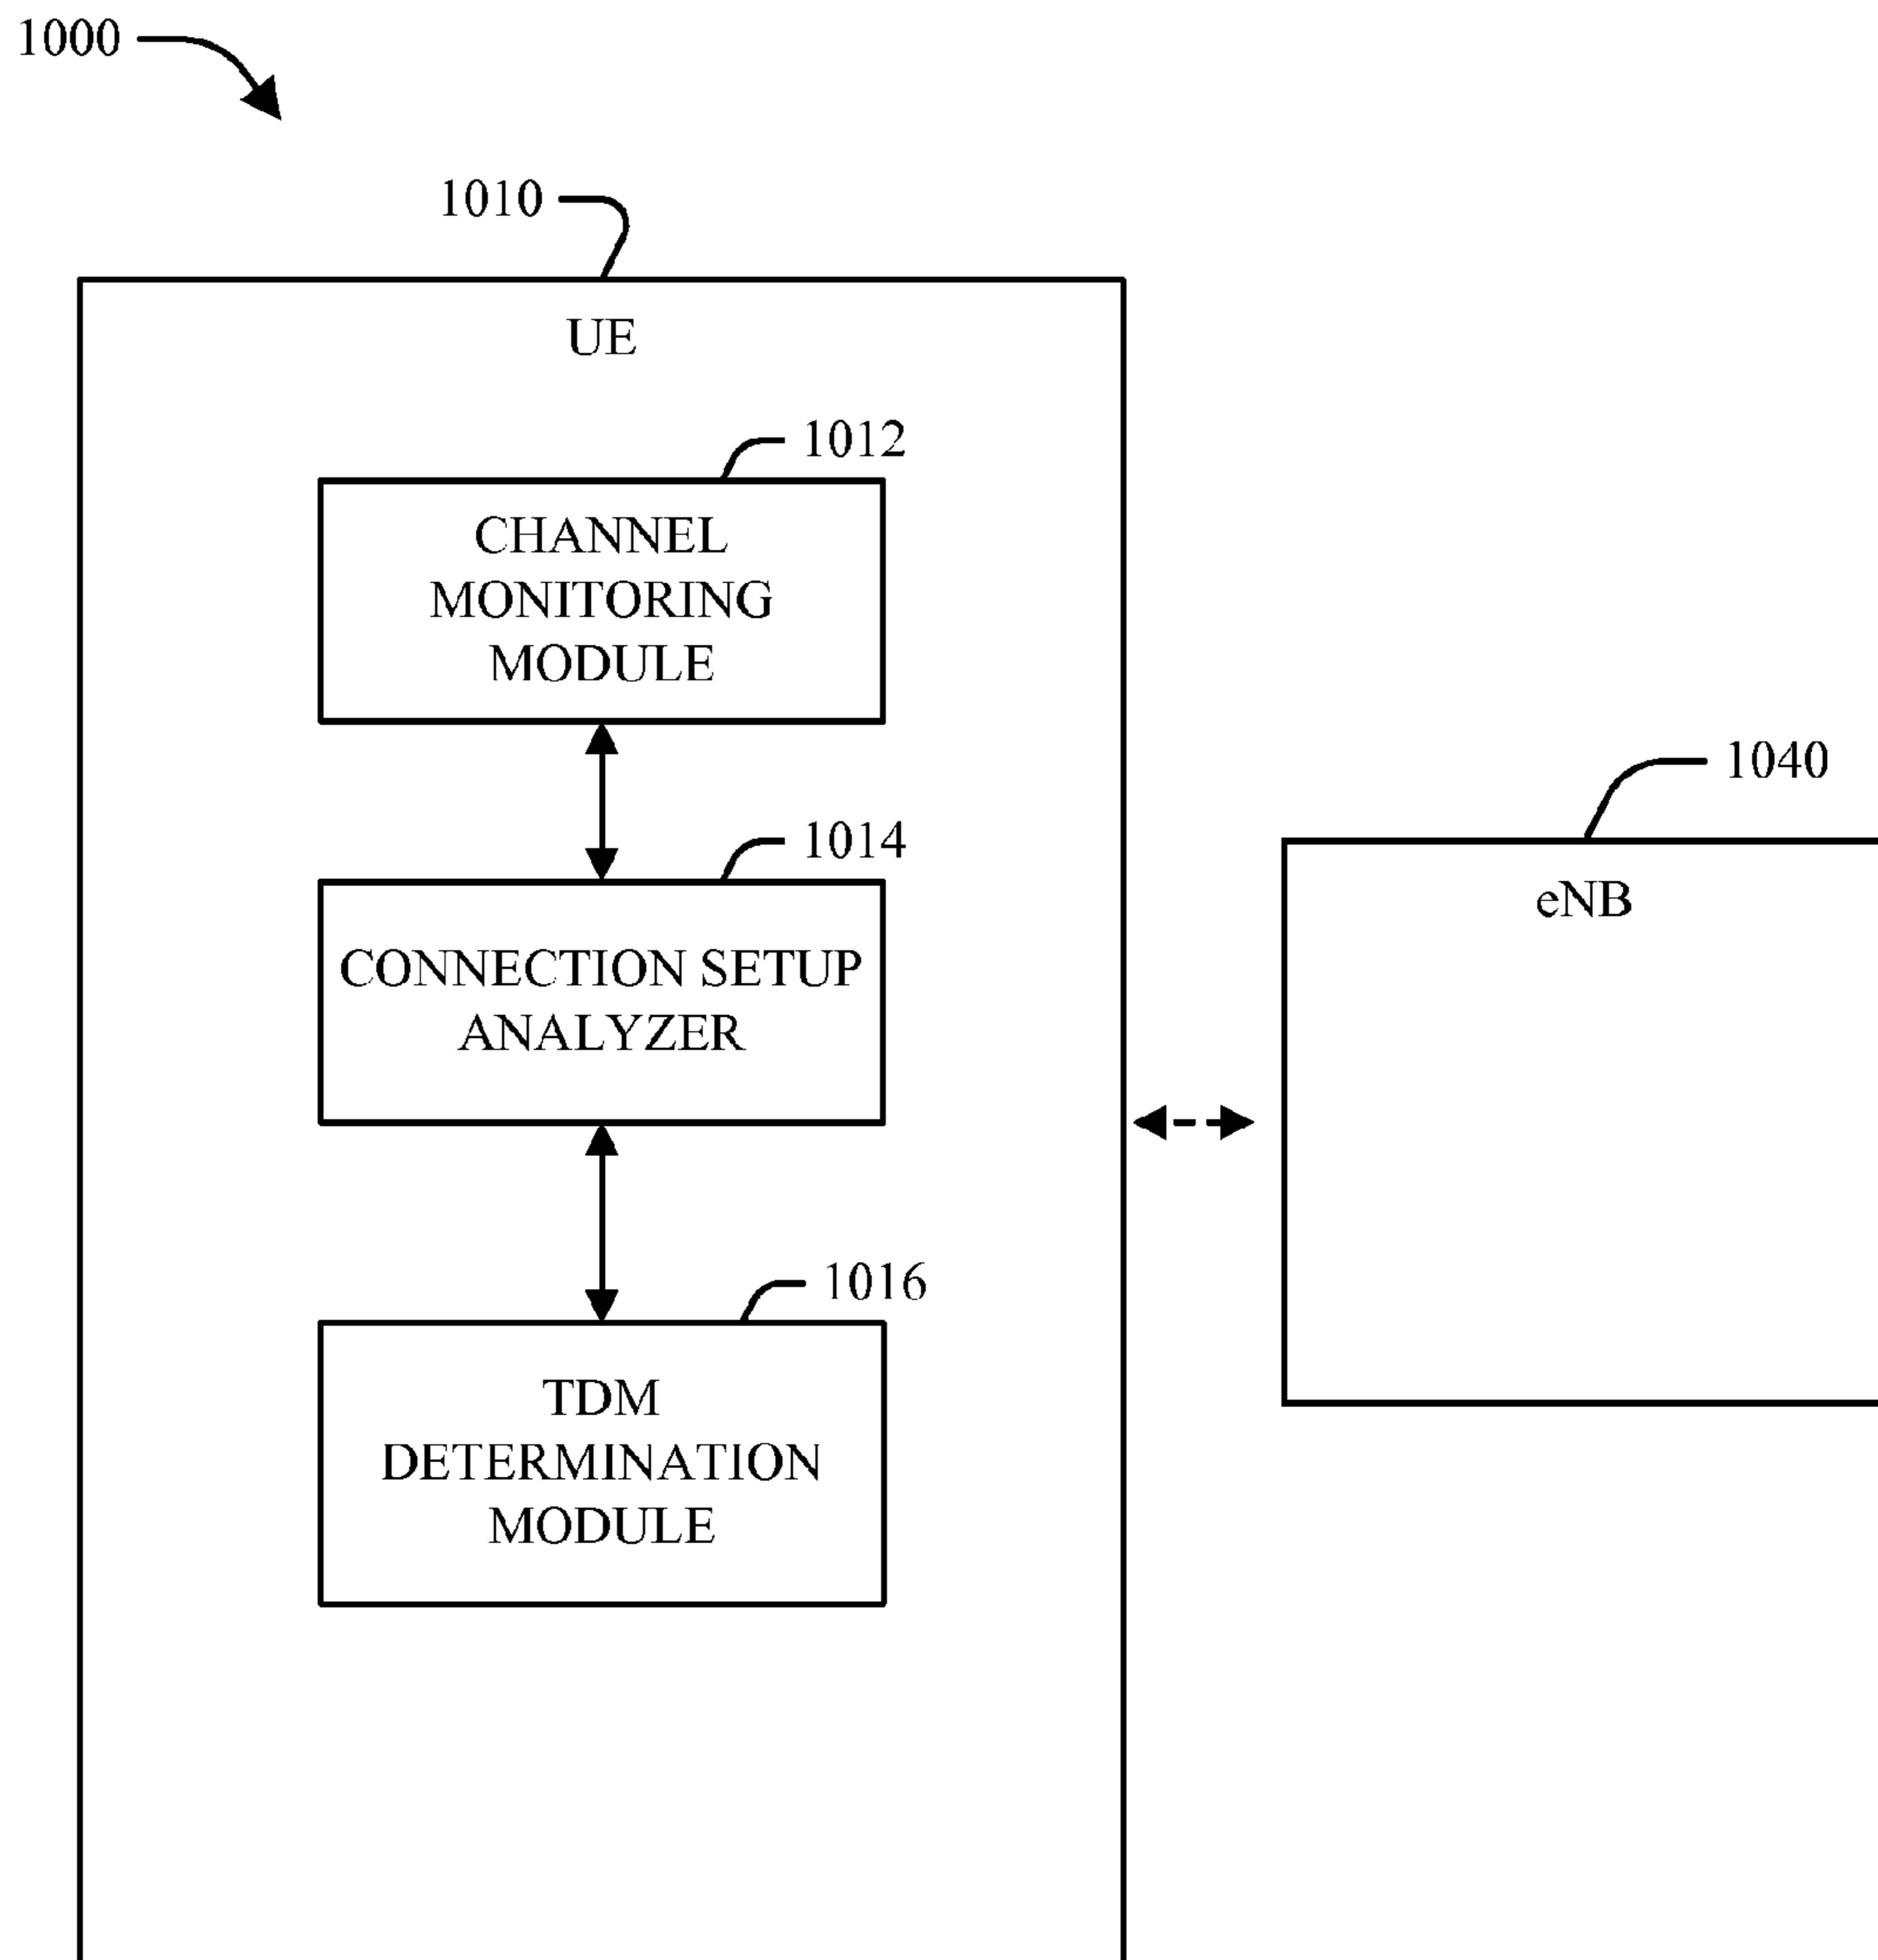 1000
1010
UE
1012
CHANNEL
MONITORING
MODULE
1040
1014
eNB
CONNECTION SETUP
ANALYZER
1016
TDM
DETERMINATION
MODULE